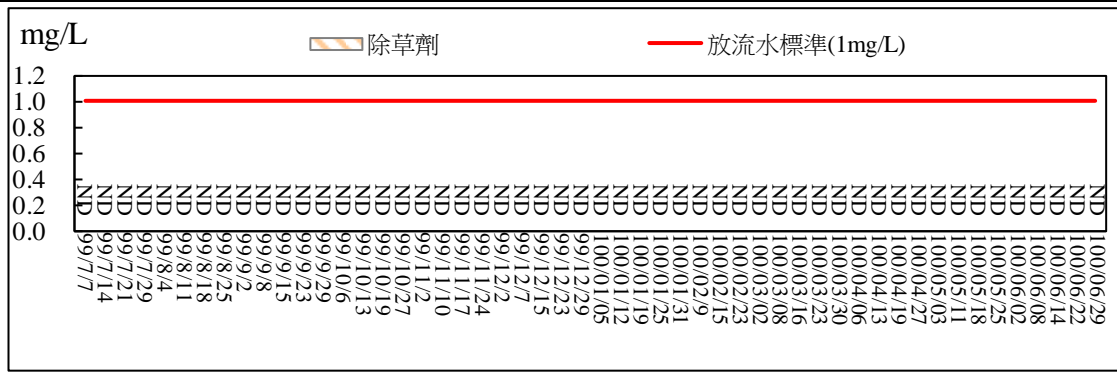 mg/L
除草劑 放流水標準(1mg/L)
1.2
1.0
0.8
0.6
0.4
0.2
0.0
ND ND ND ND ND ND ND ND ND ND ND ND ND ND ND ND ND ND ND ND ND ND ND ND ND ND ND ND ND ND ND ND ND ND ND ND ND ND ND ND ND ND ND ND ND ND ND ND ND ND ND ND
99/7/7 99/7/14 99/7/21 99/7/29 99/8/4 99/8/11 99/8/18 99/8/25 99/9/2 99/9/8 99/9/15 99/9/23 99/9/29 99/10/6 99/10/13 99/10/19 99/10/27 99/11/2 99/11/10 99/11/17 99/11/24 99/12/2 99/12/7 99/12/15 99/12/23 99/12/29 100/01/05 100/01/12 100/01/19 100/01/25 100/01/31 100/02/9 100/02/15 100/02/23 100/03/02 100/03/08 100/03/16 100/03/23 100/03/30 100/04/06 100/04/13 100/04/19 100/04/27 100/05/03 100/05/11 100/05/18 100/05/25 100/06/02 100/06/08 100/06/14 100/06/22 100/06/29